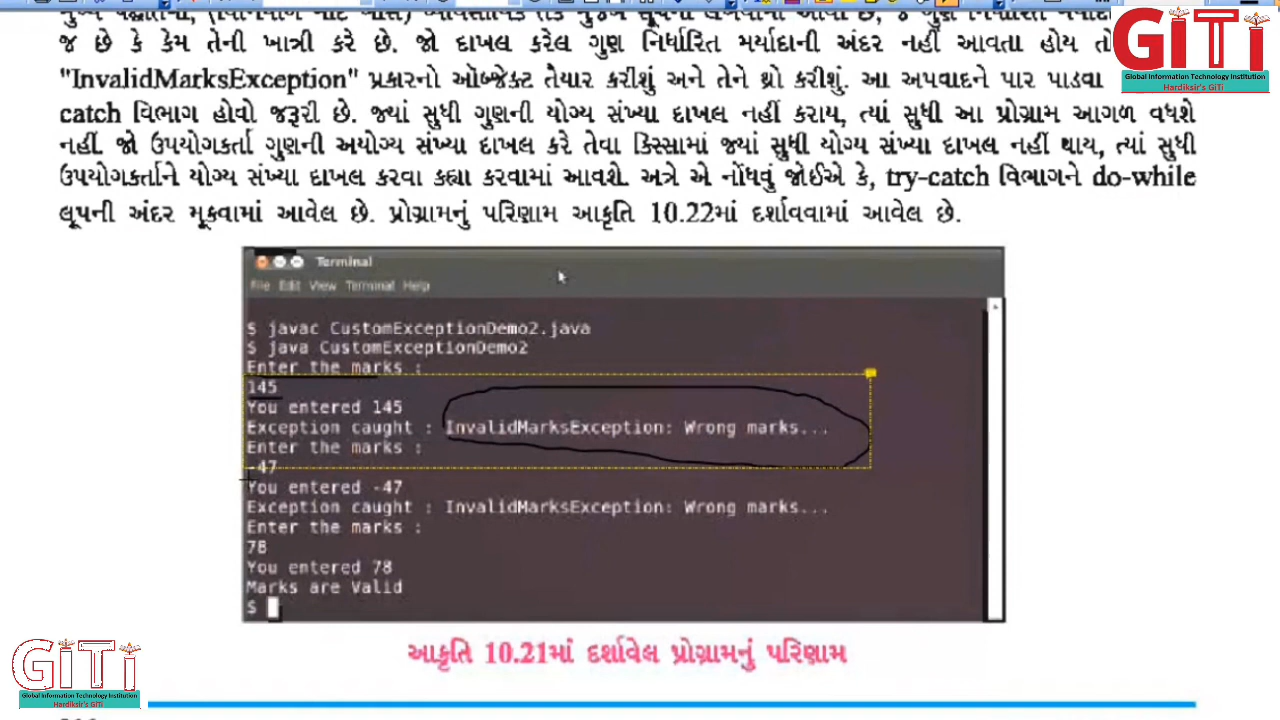 જ છે કે કેમ તેની ખાત્રી કરે છે. જો દાખલ કરેલ ગુણ નિર્ધારિત મર્યાદાની અંદર નહીં આવતા હોય તો
"InvalidMarksException" પ્રકારનો ઑબ્જેક્ટ તૈયાર કરીશું અને તેને થ્રો કરીશું. આ અપવાદને પાર પાડવા
catch વિભાગ હોવો જરૂરી છે. જ્યાં સુધી ગુણની યોગ્ય સંખ્યા દાખલ નહીં કરાય, ત્યાં સુધી આ પ્રોગ્રામ આગળ વધશે
નહીં. જો ઉપયોગકર્તા ગુણની અયોગ્ય સંખ્યા દાખલ કરે તેવા કિસ્સામાં જ્યાં સુધી યોગ્ય સંખ્યા દાખલ નહીં થાય, ત્યાં સુધી
ઉપયોગકર્તાને યોગ્ય સંખ્યા દાખલ કરવા કહ્યા કરવામાં આવશે. અત્રે એ નોંધવું જોઈએ કે, try-catch વિભાગને do-while
લૂપની અંદર મૂકવામાં આવેલ છે. પ્રોગ્રામનું પરિણામ આકૃતિ 10.22માં દર્શાવવામાં આવેલ છે.
GiTi
Global Information Technology Institution
Hardiksir's GiTi
Terminal
File Edit View Terminal Help
$ javac CustomExceptionDemo2.java
$ java CustomExceptionDemo2
Enter the marks :
145
You entered 145
Exception caught : InvalidMarksException: Wrong marks...
Enter the marks :
-47
You entered -47
Exception caught : InvalidMarksException: Wrong marks...
Enter the marks :
78
You entered 78
Marks are Valid
$
આકૃતિ 10.21માં દર્શાવેલ પ્રોગ્રામનું પરિણામ
GiTi
Global Information Technology Institution
Hardiksir's GiTi